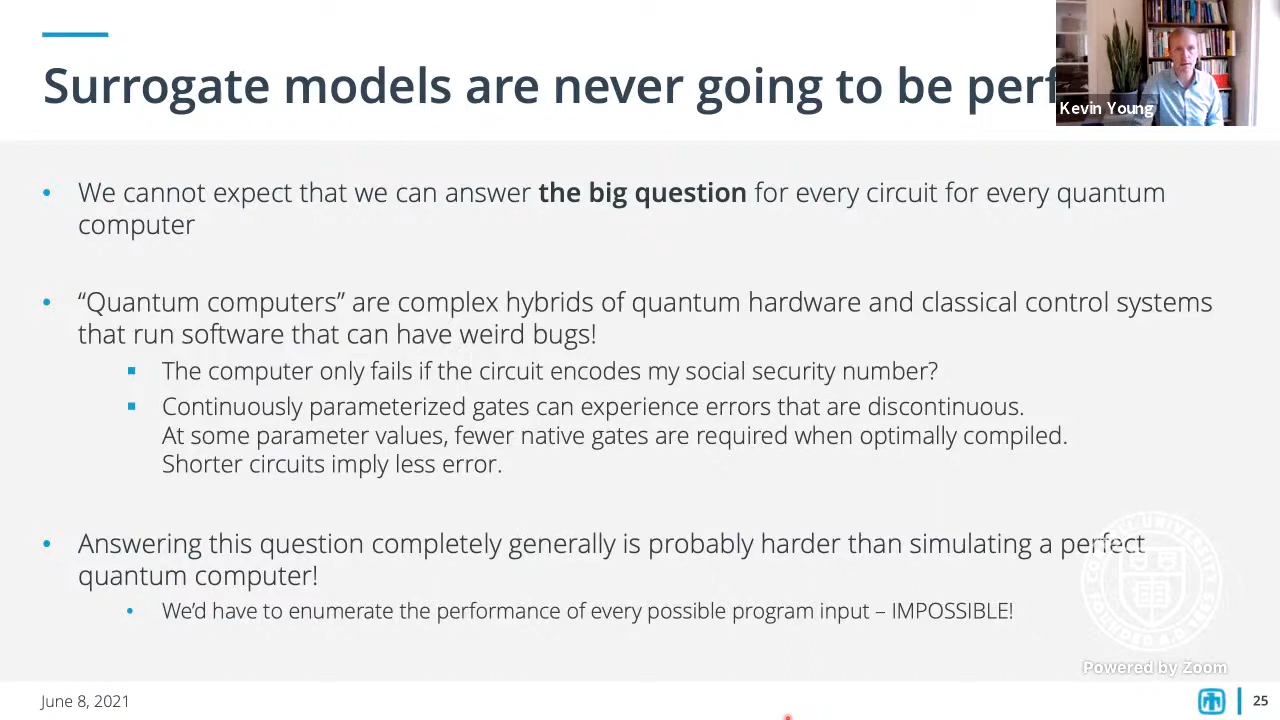 Surrogate models are never going to be perf
Kevin Young
• We cannot expect that we can answer the big question for every circuit for every quantum
computer
• “Quantum computers” are complex hybrids of quantum hardware and classical control systems
that run software that can have weird bugs!
▪ The computer only fails if the circuit encodes my social security number?
▪ Continuously parameterized gates can experience errors that are discontinuous.
At some parameter values, fewer native gates are required when optimally compiled.
Shorter circuits imply less error.
• Answering this question completely generally is probably harder than simulating a perfect
quantum computer!
• We’d have to enumerate the performance of every possible program input – IMPOSSIBLE!
Powered by Zoom
June 8, 2021
25